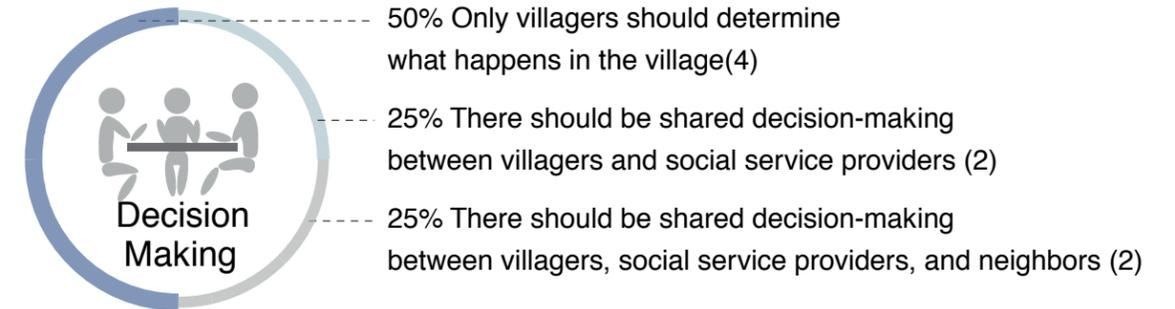 50% Only villagers should determine
what happens in the village(4)
25% There should be shared decision-making
between villagers and social service providers (2)
25% There should be shared decision-making
between villagers, social service providers, and neighbors (2)
Decision
Making